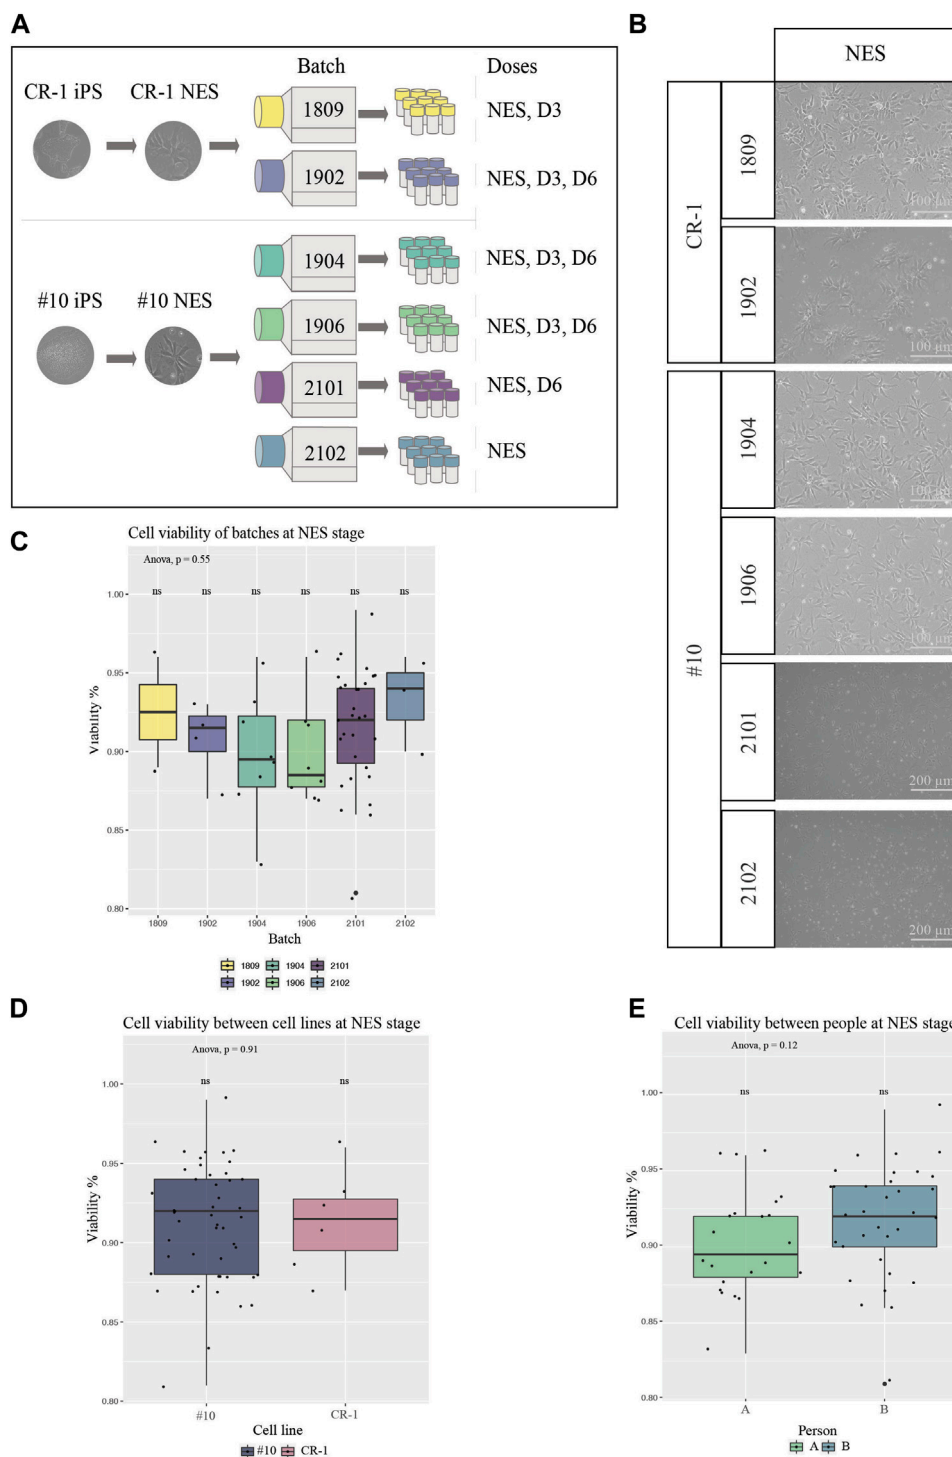 A
Batch
Doses
CR-1 iPS
CR-1 NES
1809
NES, D3
1902
NES, D3, D6
#10 iPS
#10 NES
1904
NES, D3, D6
1906
NES, D3, D6
2101
NES, D6
2102
NES
B
NES
CR-1
1809
100 µm
1902
100 µm
#10
1904
100 µm
1906
100 µm
2101
200 µm
2102
200 µm
C
Cell viability of batches at NES stage
Anova, p = 0.55
ns ns ns ns ns ns
Viability %
1.00
0.95
0.90
0.85
0.80
1809 1902 1904 1906 2101 2102
Batch
1809 1904 2101
1902 1906 2102
D
Cell viability between cell lines at NES stage
Anova, p = 0.91
ns ns
Viability %
1.00
0.95
0.90
0.85
0.80
#10 CR-1
Cell line
#10 CR-1
E
Cell viability between people at NES stage
Anova, p = 0.12
ns ns
Viability %
1.00
0.95
0.90
0.85
0.80
A B
Person
A B